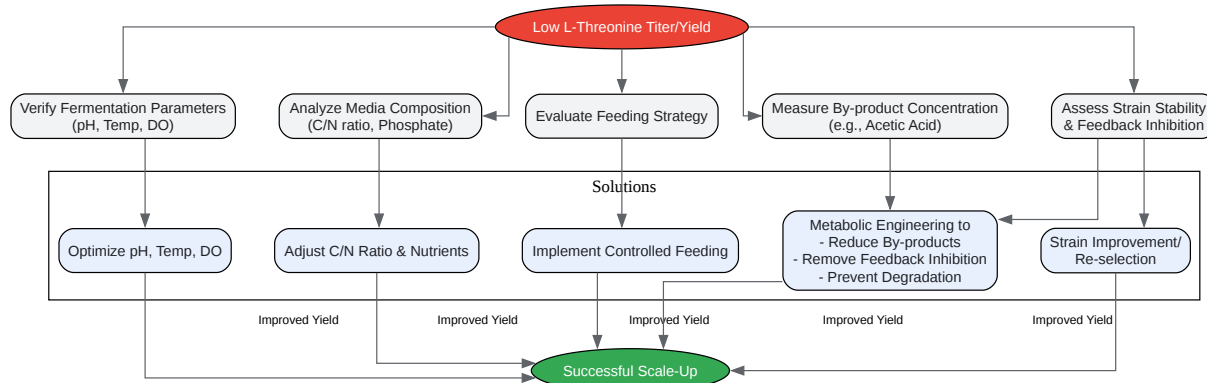 Low L-Threonine Titer/Yield
Verify Fermentation Parameters
(pH, Temp, DO)
Analyze Media Composition
(C/N ratio, Phosphate)
Evaluate Feeding Strategy
Measure By-product Concentration
(e.g., Acetic Acid)
Assess Strain Stability
& Feedback Inhibition
Solutions
Optimize pH, Temp, DO
Adjust C/N Ratio & Nutrients
Implement Controlled Feeding
Metabolic Engineering to
- Reduce By-products
- Remove Feedback Inhibition
- Prevent Degradation
Strain Improvement/
Re-selection
Improved Yield
Improved Yield
Improved Yield
Improved Yield
Improved Yield
Successful Scale-Up